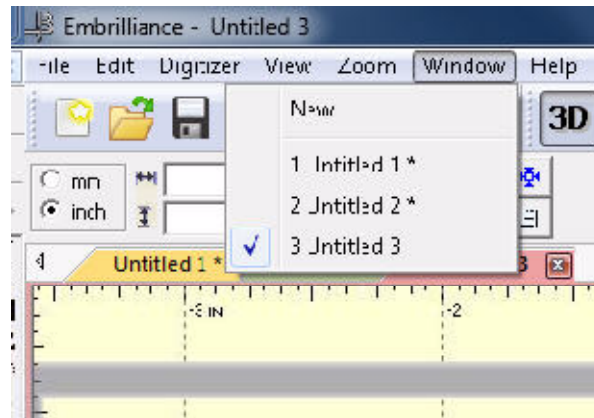 Embrilliance - Untitled 3
File Edit Digitizer View Zoom Window Help
New
3D
1 Untitled 1 *
2 Untitled 2 *
3 Untitled 3
mm
inch
Untitled 1 *
3
-3 IN
-2